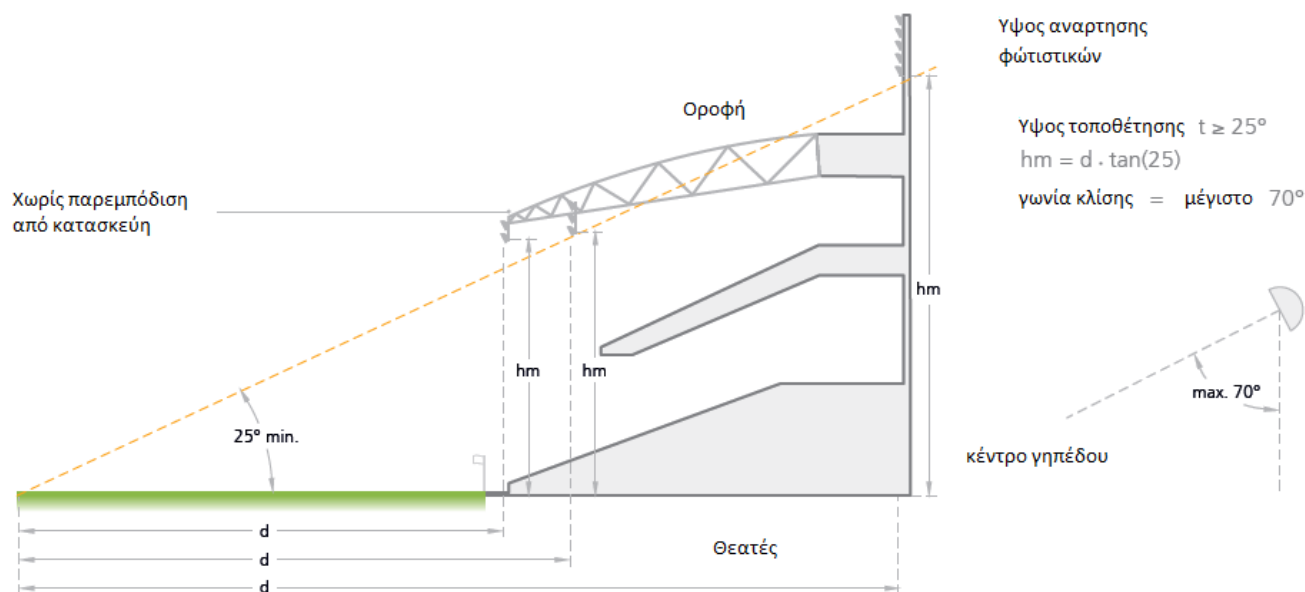 Υψος αναρτησης
φώτιστικών
Οροφή
Υψος τοποθέτησης t ≥ 25°
hm = d . tan(25)
γωνία κλίσης = μέγιστο 70°
Χωρίς παρεμπόδιση
από κατασκεύη
hm
hm
hm
max. 70°
25° min.
κέντρο γηπέδου
d
Θεατές
d
d